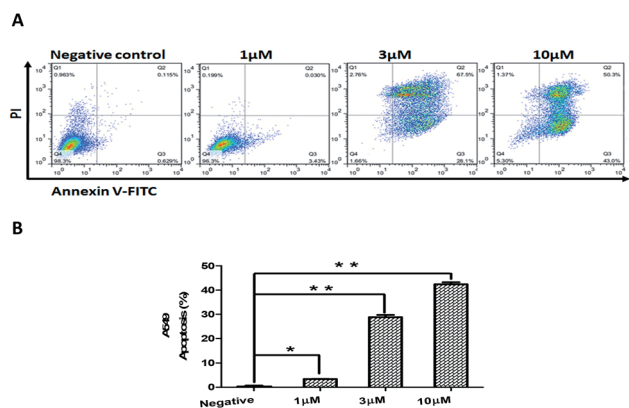 A
Negative control
1μM
3μM
10μM
PI
Q1
0.963%
Q2
0.115%
Q4
98.3%
Q3
0.629%
Q1
0.199%
Q2
0.030%
Q4
96.3%
Q3
3.43%
Q1
2.76%
Q2
67.5%
Q4
1.66%
Q3
28.1%
Q1
1.37%
Q2
50.3%
Q4
5.30%
Q3
43.0%
Annexin V-FITC
B
A549
Apoptosis (%)
50
40
30
20
10
0
* *
* *
*
Negative
1μM
3μM
10μM